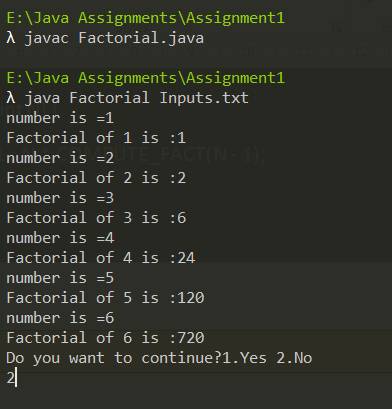 E:\Java Assignments\Assignment1
λ javac Factorial.java
E:\Java Assignments\Assignment1
λ java Factorial Inputs.txt
number is =1
Factorial of 1 is :1
number is =2
Factorial of 2 is :2
number is =3
Factorial of 3 is :6
number is =4
Factorial of 4 is :24
number is =5
Factorial of 5 is :120
number is =6
Factorial of 6 is :720
Do you want to continue?1.Yes 2.No
2